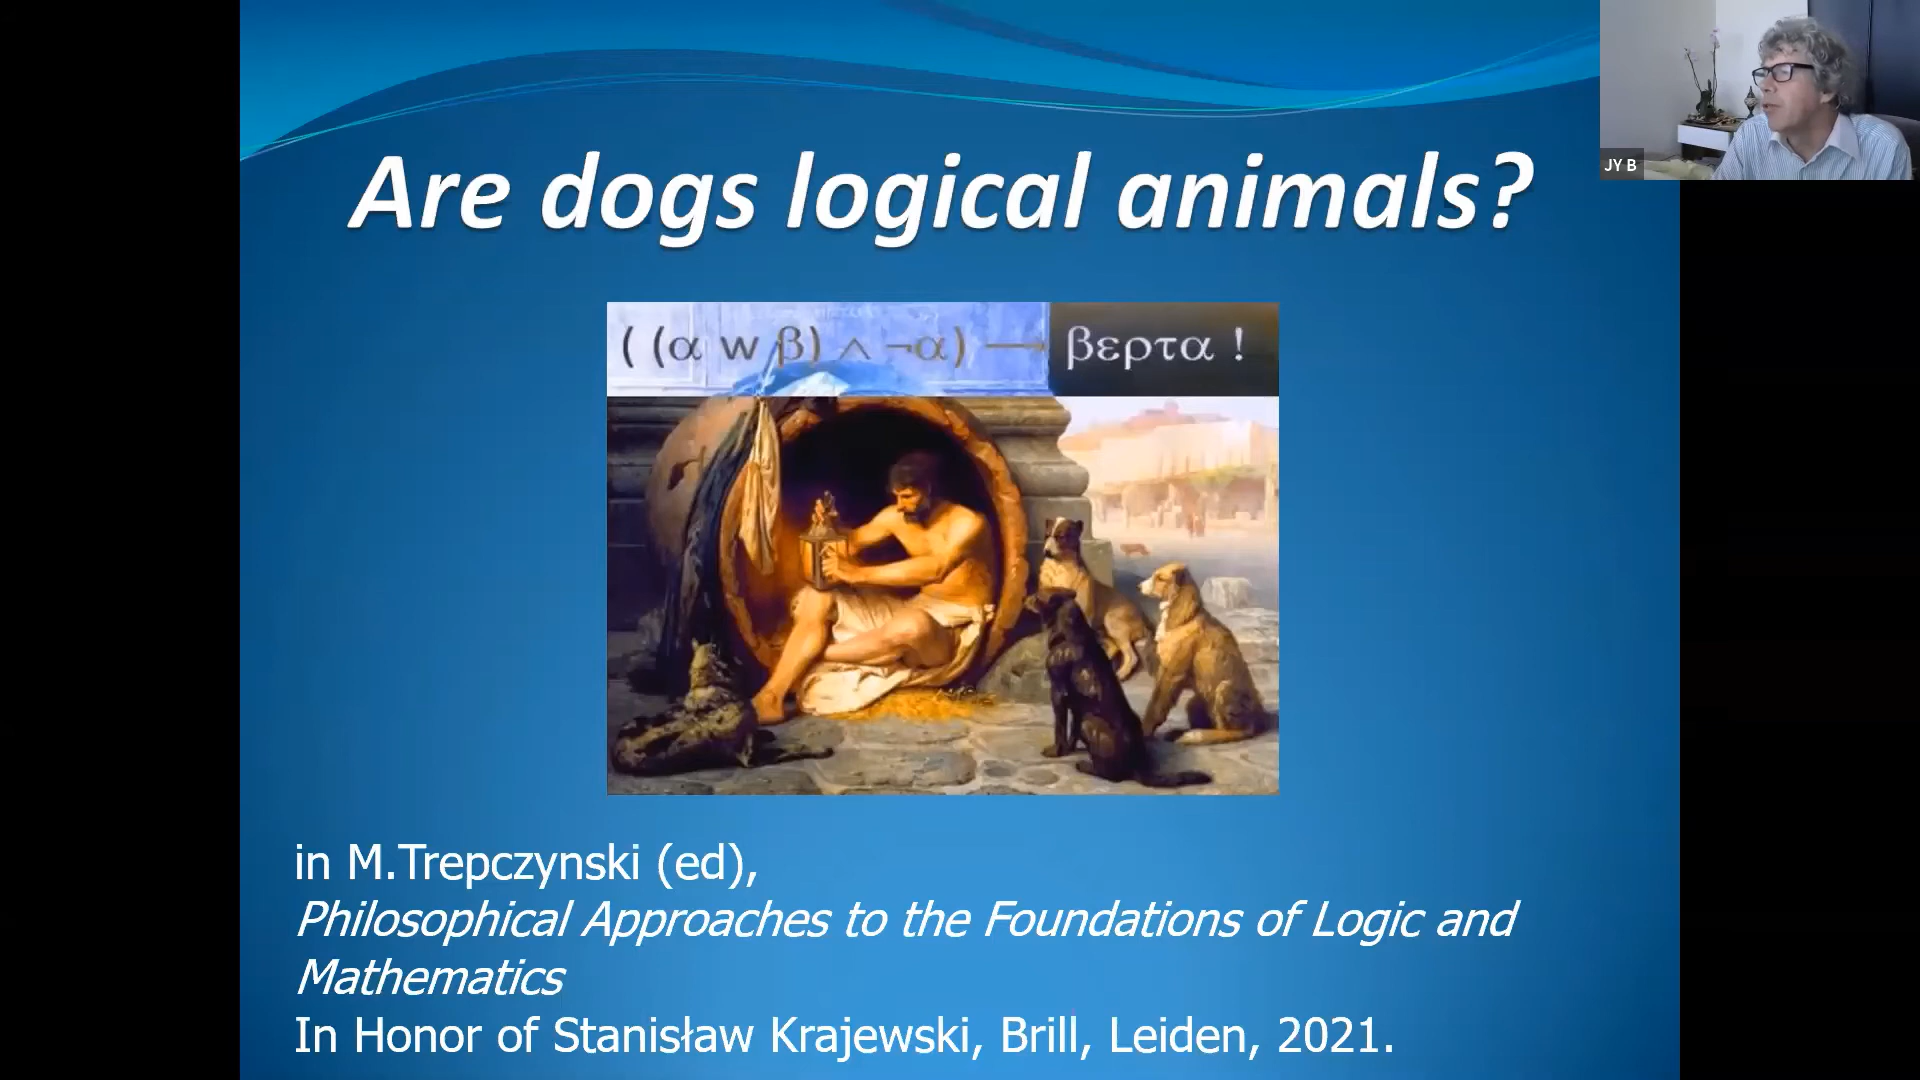 Are dogs logical animals?
JY B
( (α w β) ∧ ¬α) → βερτα !
in M.Trepczynski (ed),
Philosophical Approaches to the Foundations of Logic and
Mathematics
In Honor of Stanisław Krajewski, Brill, Leiden, 2021.